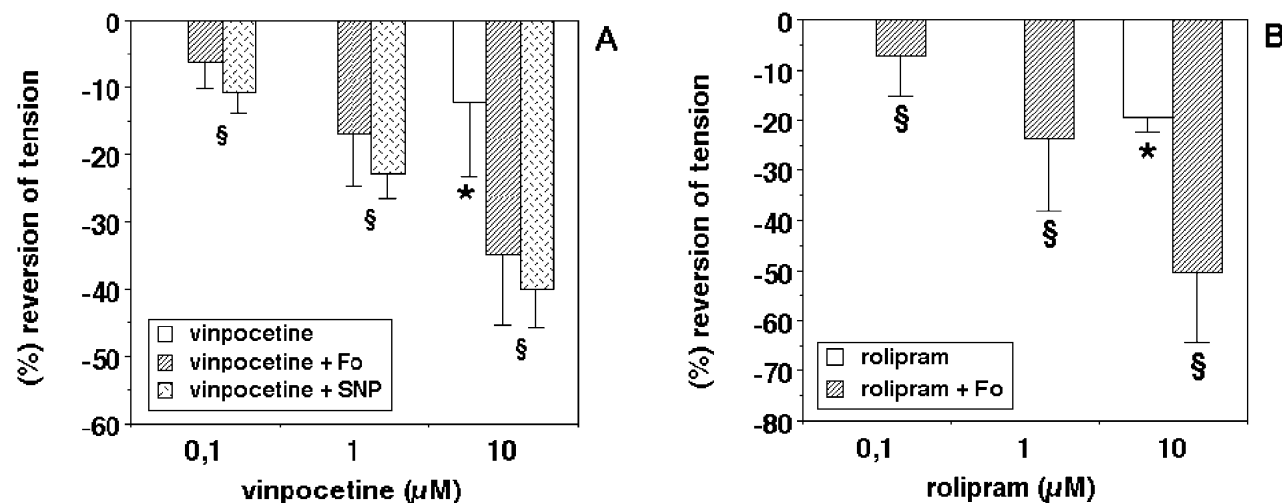 A
0
-10
-20
-30
-40
-50
-60
(%) reversion of tension
§
§
*
§
vinpocetine
vinpocetine + Fo
vinpocetine + SNP
0,1
1
10
vinpocetine (µM)
B
0
-10
-20
-30
-40
-50
-60
-70
-80
(%) reversion of tension
§
§
*
§
rolipram
rolipram + Fo
0,1
1
10
rolipram (µM)